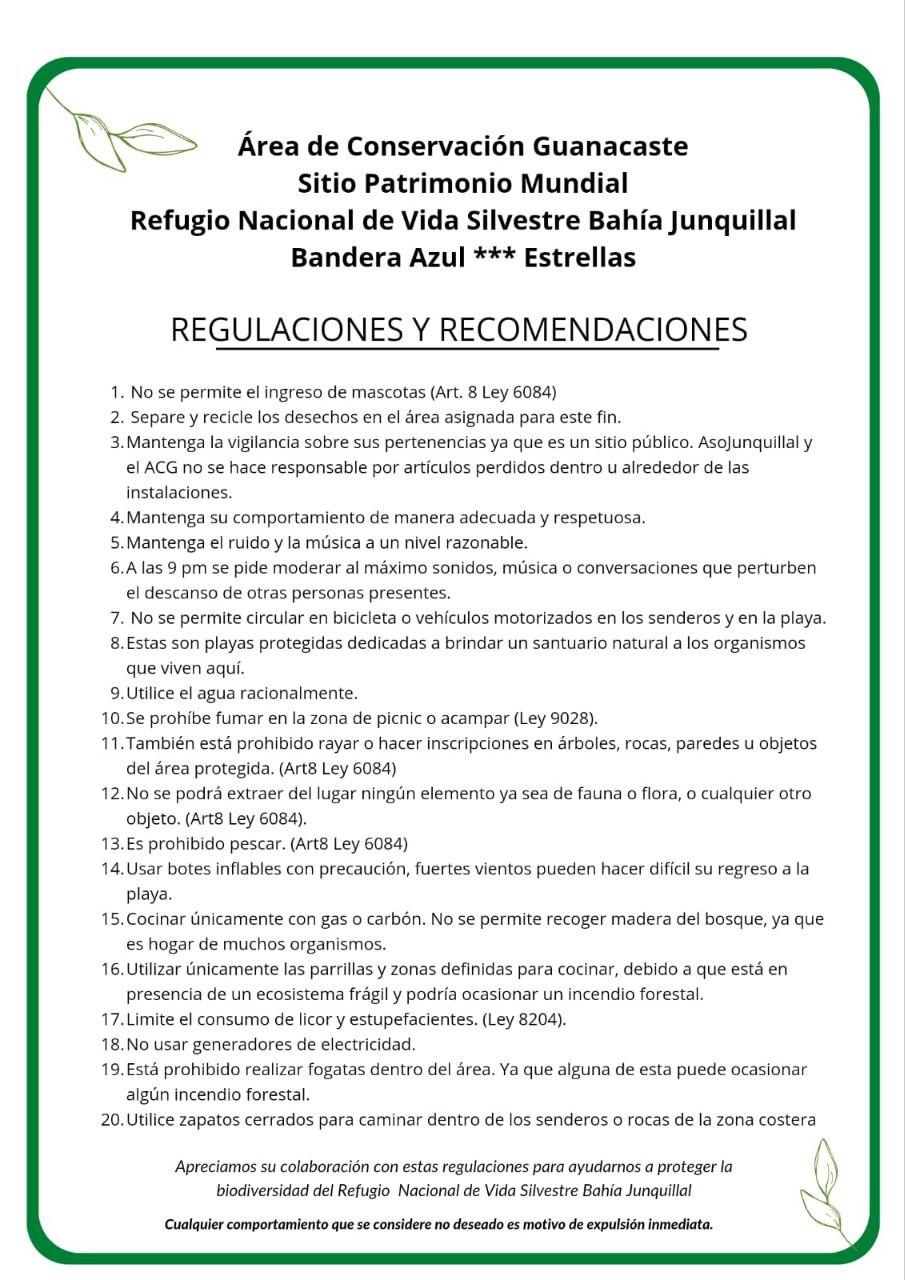 Área de Conservación Guanacaste
Sitio Patrimonio Mundial
Refugio Nacional de Vida Silvestre Bahía Junquillal
Bandera Azul *** Estrellas
REGULACIONES Y RECOMENDACIONES
1. No se permite el ingreso de mascotas (Art. 8 Ley 6084)
2. Separe y recicle los desechos en el área asignada para este fin.
3. Mantenga la vigilancia sobre sus pertenencias ya que es un sitio público. AsoJunquillal y
el ACG no se hace responsable por artículos perdidos dentro u alrededor de las
instalaciones.
4. Mantenga su comportamiento de manera adecuada y respetuosa.
5. Mantenga el ruido y la música a un nivel razonable.
6. A las 9 pm se pide moderar al máximo sonidos, música o conversaciones que perturben
el descanso de otras personas presentes.
7. No se permite circular en bicicleta o vehículos motorizados en los senderos y en la playa.
8. Estas son playas protegidas dedicadas a brindar un santuario natural a los organismos
que viven aquí.
9. Utilice el agua racionalmente.
10. Se prohíbe fumar en la zona de picnic o acampar (Ley 9028).
11. También está prohibido rayar o hacer inscripciones en árboles, rocas, paredes u objetos
del área protegida. (Art8 Ley 6084)
12. No se podrá extraer del lugar ningún elemento ya sea de fauna o flora, o cualquier otro
objeto. (Art8 Ley 6084).
13. Es prohibido pescar. (Art8 Ley 6084)
14. Usar botes inflables con precaución, fuertes vientos pueden hacer difícil su regreso a la
playa.
15. Cocinar únicamente con gas o carbón. No se permite recoger madera del bosque, ya que
es hogar de muchos organismos.
16. Utilizar únicamente las parrillas y zonas definidas para cocinar, debido a que está en
presencia de un ecosistema frágil y podría ocasionar un incendio forestal.
17. Limite el consumo de licor y estupefacientes. (Ley 8204).
18. No usar generadores de electricidad.
19. Está prohibido realizar fogatas dentro del área. Ya que alguna de esta puede ocasionar
algún incendio forestal.
20. Utilice zapatos cerrados para caminar dentro de los senderos o rocas de la zona costera
Apreciamos su colaboración con estas regulaciones para ayudarnos a proteger la
biodiversidad del Refugio Nacional de Vida Silvestre Bahía Junquillal
Cualquier comportamiento que se considere no deseado es motivo de expulsión inmediata.